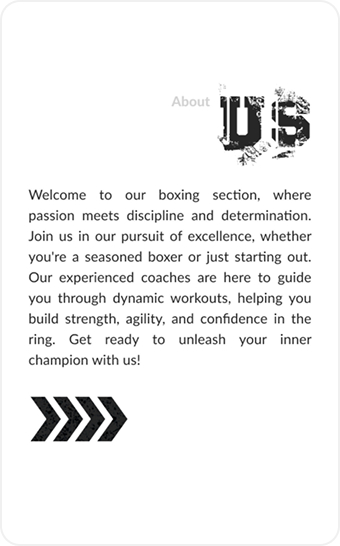 About US
Welcome to our boxing section, where
passion meets discipline and determination.
Join us in our pursuit of excellence, whether
you're a seasoned boxer or just starting out.
Our experienced coaches are here to guide
you through dynamic workouts, helping you
build strength, agility, and confidence in the
ring. Get ready to unleash your inner
champion with us!